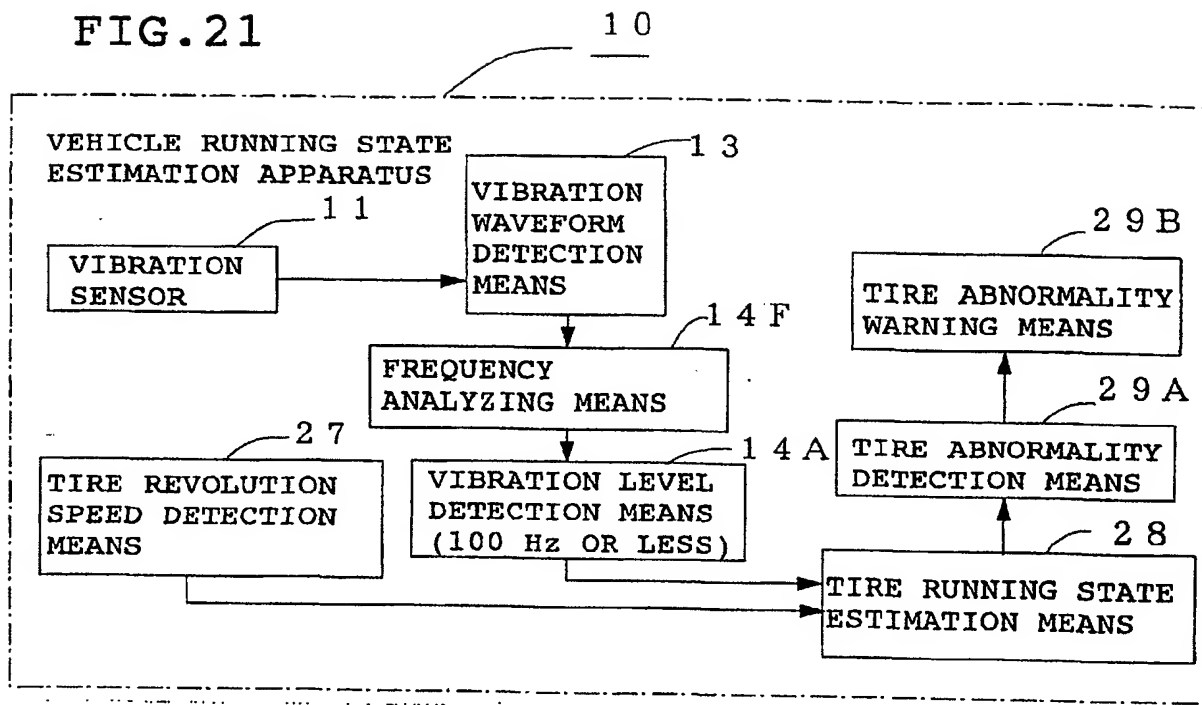 FIG.21
10
VEHICLE RUNNING STATE
ESTIMATION APPARATUS
13
VIBRATION
WAVEFORM
DETECTION
MEANS
11
VIBRATION
SENSOR
14F
FREQUENCY
ANALYZING MEANS
27
TIRE REVOLUTION
SPEED DETECTION
MEANS
14A
VIBRATION LEVEL
DETECTION MEANS
(100 Hz OR LESS)
29B
TIRE ABNORMALITY
WARNING MEANS
29A
TIRE ABNORMALITY
DETECTION MEANS
28
TIRE RUNNING STATE
ESTIMATION MEANS